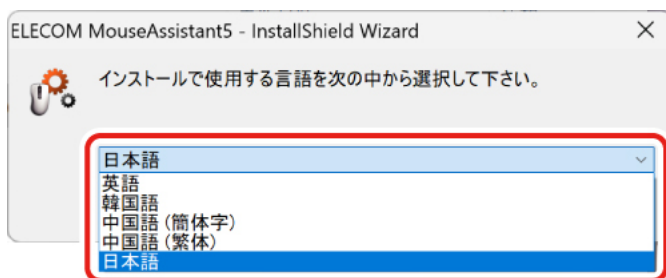 ELECOM MouseAssistant5 - InstallShield Wizard
インストールで使用する言語を次の中から選択して下さい。
日本語
英語
韓国語
中国語 (簡体字)
中国語 (繁体)
日本語